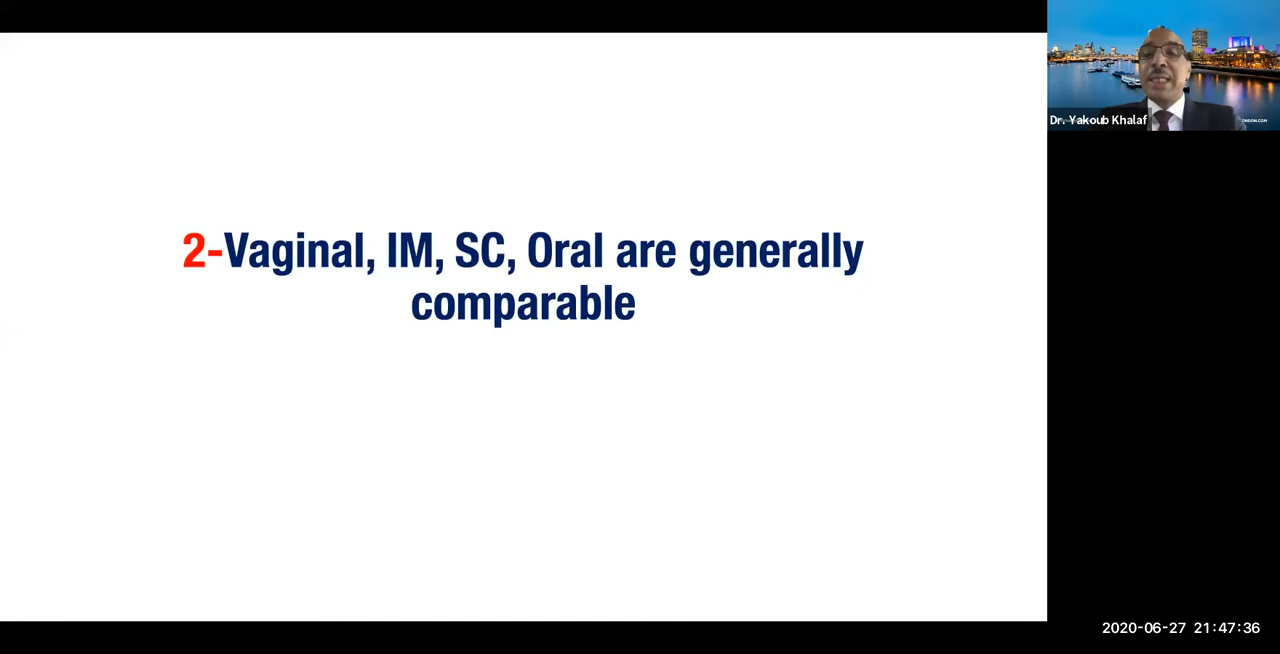 2-Vaginal, IM, SC, Oral are generally
comparable
Dr. Yakoub Khalaf
2020-06-27 21:47:36